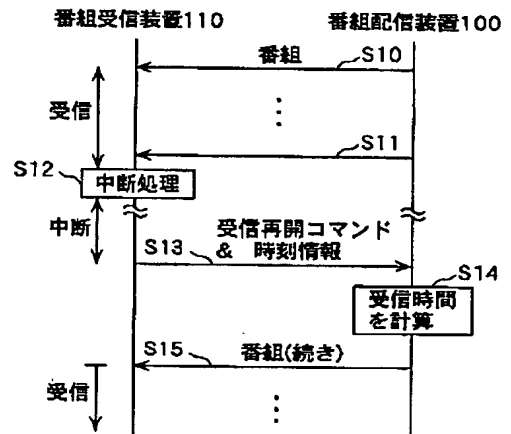 番組受信装置110
番組配信装置100
番組
S10
受信
S11
S12
中断処理
中断
受信再開コマンド
S13
& 時刻情報
S14
受信時間
を計算
S15
番組(続き)
受信